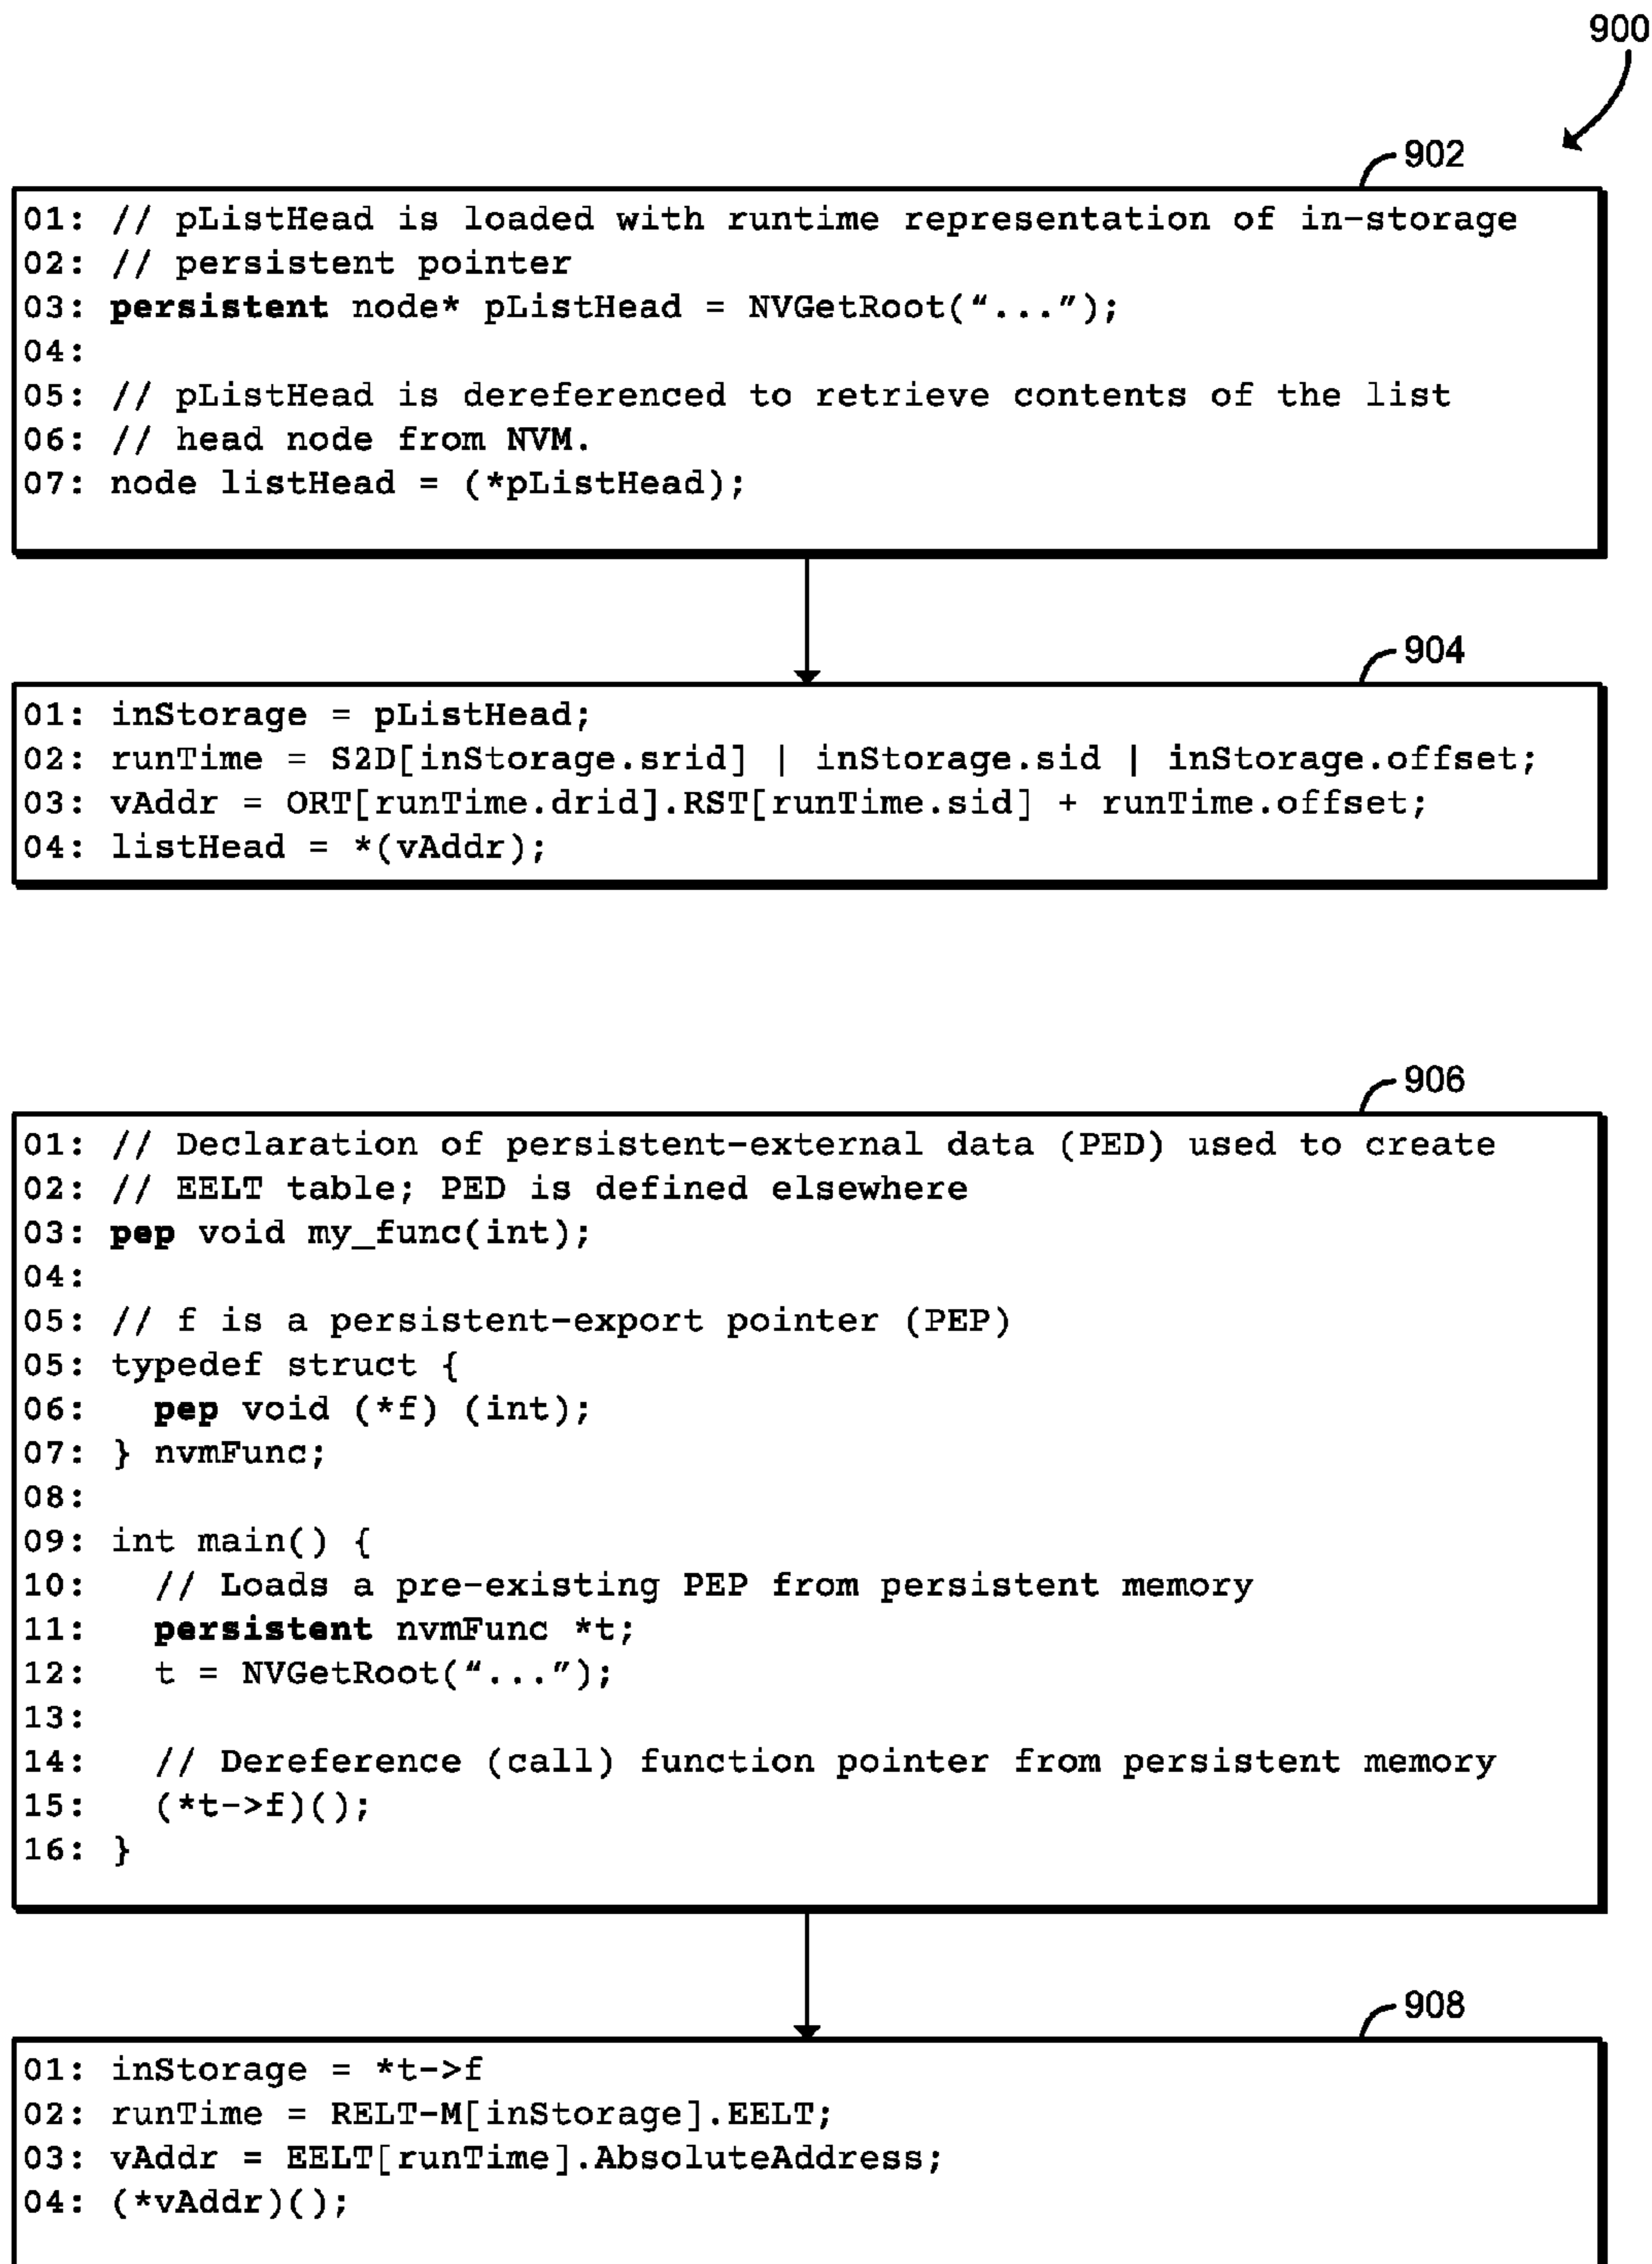 900
902
01: // pListHead is loaded with runtime representation of in-storage
02: // persistent pointer
03: persistent node* pListHead = NVGetRoot(“...”);
04:
05: // pListHead is dereferenced to retrieve contents of the list
06: // head node from NVM.
07: node listHead = (*pListHead);
904
01: inStorage = pListHead;
02: runTime = S2D[inStorage.srid] | inStorage.sid | inStorage.offset;
03: vAddr = ORT[runTime.drid].RST[runTime.sid] + runTime.offset;
04: listHead = *(vAddr);
906
01: // Declaration of persistent-external data (PED) used to create
02: // EELT table; PED is defined elsewhere
03: pep void my_func(int);
04:
05: // f is a persistent-export pointer (PEP)
05: typedef struct {
06:   pep void (*f) (int);
07: } nvmFunc;
08:
09: int main() {
10:   // Loads a pre-existing PEP from persistent memory
11:   persistent nvmFunc *t;
12:   t = NVGetRoot(“...”);
13:
14:   // Dereference (call) function pointer from persistent memory
15:   (*t->f)();
16: }
908
01: inStorage = *t->f
02: runTime = RELT-M[inStorage].EELT;
03: vAddr = EELT[runTime].AbsoluteAddress;
04: (*vAddr)();